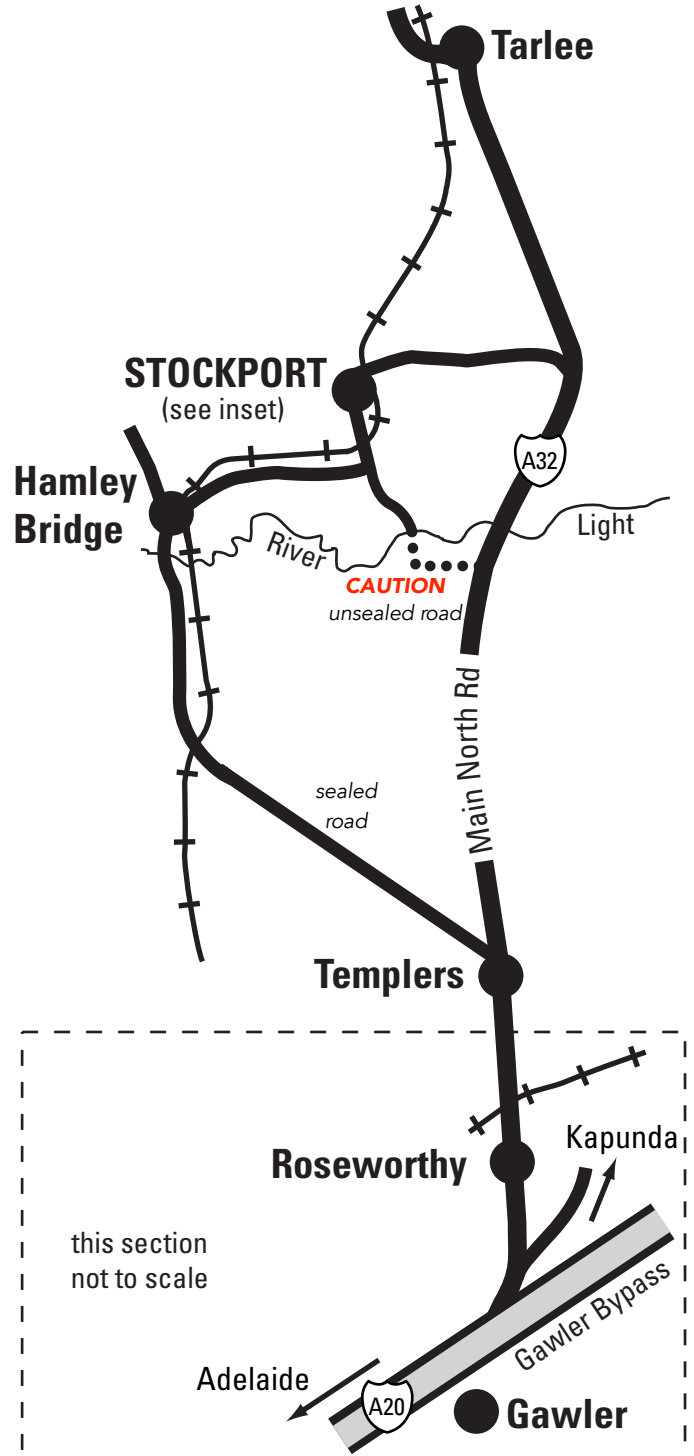 Tarlee
STOCKPORT
(see inset)
A32
Hamley
Bridge
River
Light
CAUTION
unsealed road
Main North Rd
sealed
road
Templers
Kapunda
Roseworthy
this section
not to scale
Gawler Bypass
Adelaide
A20
Gawler